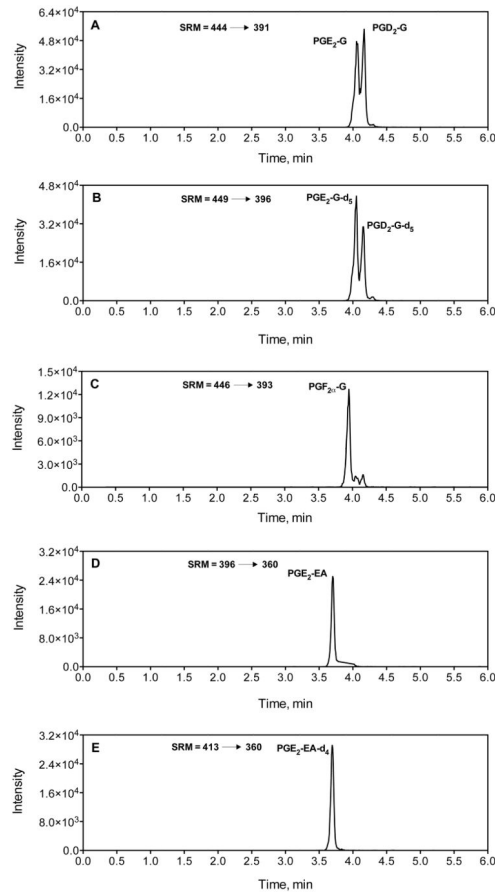 6.4×10⁴
A
SRM = 444 → 391
PGE₂-G
PGD₂-G
4.8×10⁴
3.2×10⁴
1.6×10⁴
0.0
Intensity
0.0 0.5 1.0 1.5 2.0 2.5 3.0 3.5 4.0 4.5 5.0 5.5 6.0
Time, min
4.8×10⁴
B
SRM = 449 → 396
PGE₂-G-d₅
PGD₂-G-d₅
3.2×10⁴
1.6×10⁴
0.0
Intensity
0.0 0.5 1.0 1.5 2.0 2.5 3.0 3.5 4.0 4.5 5.0 5.5 6.0
Time, min
1.5×10⁴
C
SRM = 446 → 393
PGF₂α-G
1.2×10⁴
9.0×10³
6.0×10³
3.0×10³
0.0
Intensity
0.0 0.5 1.0 1.5 2.0 2.5 3.0 3.5 4.0 4.5 5.0 5.5 6.0
Time, min
3.2×10⁴
D
SRM = 396 → 360
PGE₂-EA
2.4×10⁴
1.6×10⁴
8.0×10³
0.0
Intensity
0.0 0.5 1.0 1.5 2.0 2.5 3.0 3.5 4.0 4.5 5.0 5.5 6.0
Time, min
3.2×10⁴
E
SRM = 413 → 360
PGE₂-EA-d₄
2.4×10⁴
1.6×10⁴
8.0×10³
0.0
Intensity
0.0 0.5 1.0 1.5 2.0 2.5 3.0 3.5 4.0 4.5 5.0 5.5 6.0
Time, min